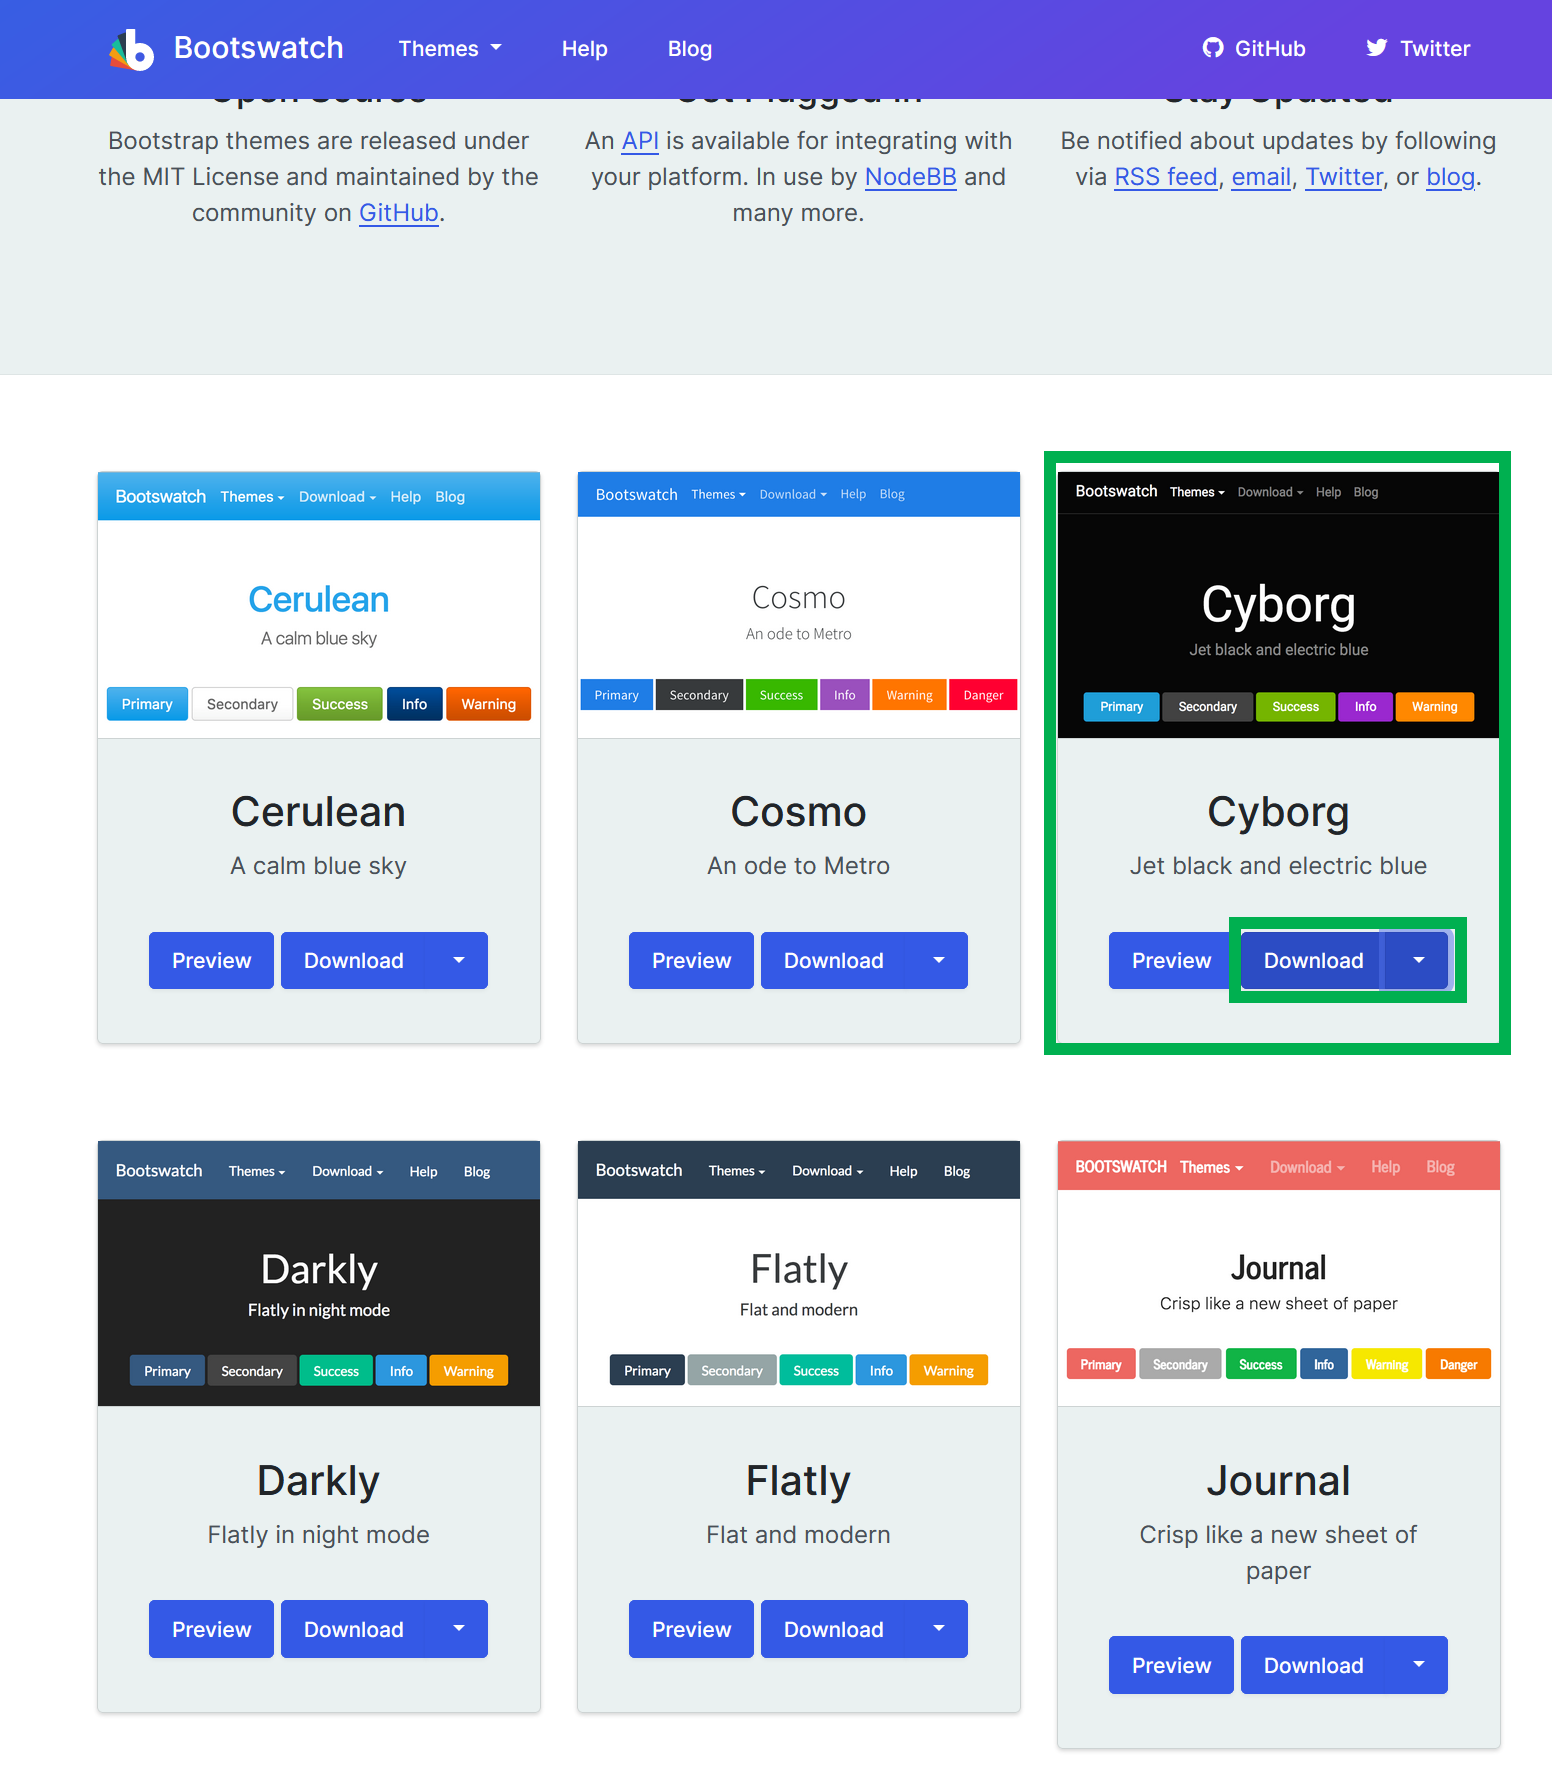 Bootswatch Themes Help Blog GitHub Twitter
Open Source Get Plugged In Stay Updated
Bootstrap themes are released under
the MIT License and maintained by the
community on GitHub.
An API is available for integrating with
your platform. In use by NodeBB and
many more.
Be notified about updates by following
via RSS feed, email, Twitter, or blog.
Bootswatch Themes Download Help Blog
Cerulean
A calm blue sky
Primary Secondary Success Info Warning
Cerulean
A calm blue sky
Preview Download
Bootswatch Themes Download Help Blog
Cosmo
An ode to Metro
Primary Secondary Success Info Warning Danger
Cosmo
An ode to Metro
Preview Download
Bootswatch Themes Download Help Blog
Cyborg
Jet black and electric blue
Primary Secondary Success Info Warning
Cyborg
Jet black and electric blue
Preview Download
Bootswatch Themes Download Help Blog
Darkly
Flatly in night mode
Primary Secondary Success Info Warning
Darkly
Flatly in night mode
Preview Download
Bootswatch Themes Download Help Blog
Flatly
Flat and modern
Primary Secondary Success Info Warning
Flatly
Flat and modern
Preview Download
BOOTSWATCH Themes Download Help Blog
Journal
Crisp like a new sheet of paper
Primary Secondary Success Info Warning Danger
Journal
Crisp like a new sheet of
paper
Preview Download